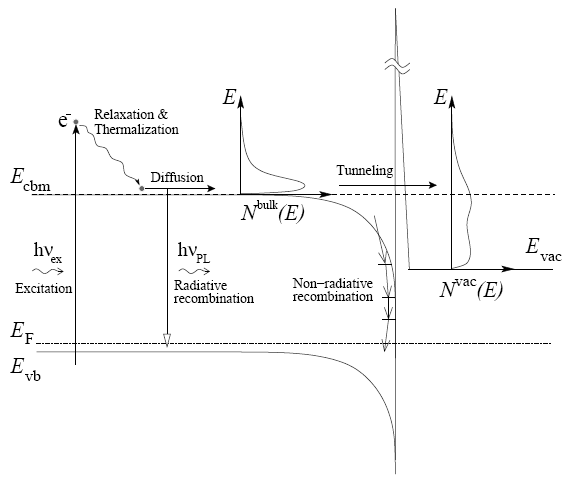 E
E
e⁻
Relaxation &
Thermalization
Diffusion
Tunneling
E_cbm
N^bulk(E)
hν_ex
hν_PL
E_vac
Excitation
Radiative
recombination
Non−radiative
recombination
N^vac(E)
E_F
E_vb